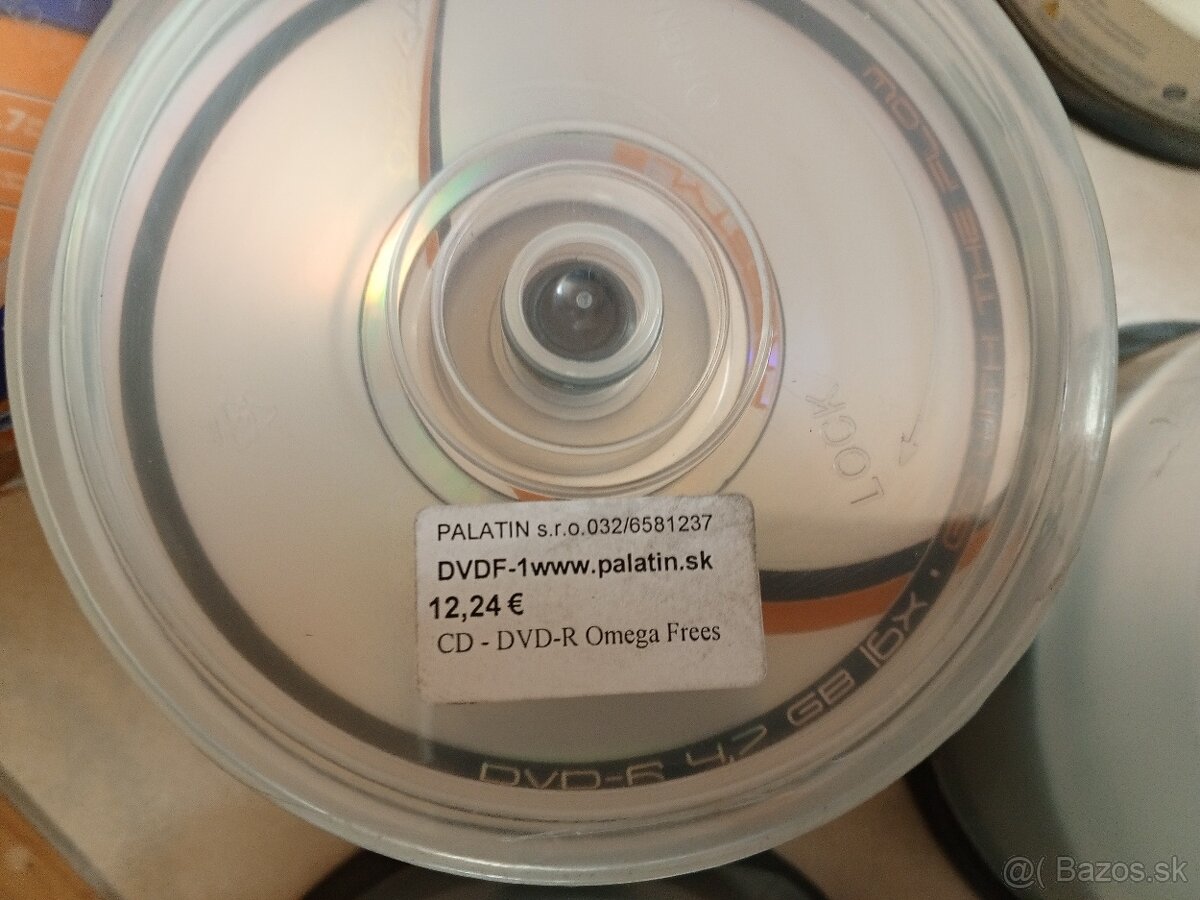 PALATIN s.r.o.032/6581237
DVDF-1www.palatin.sk
12,24 €
CD - DVD-R Omega Frees
DVD-R 4,7 GB 16X
LOCK
@( Bazos.sk